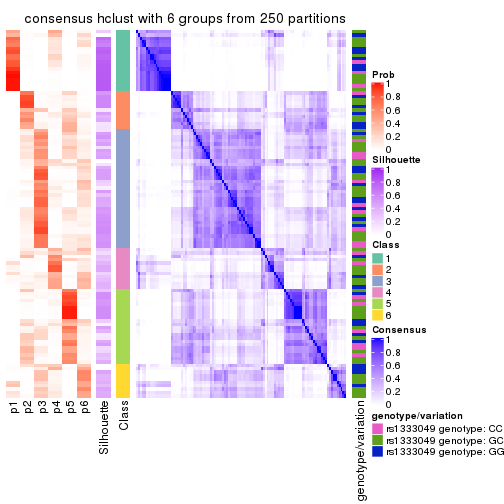 consensus hclust with 6 groups from 250 partitions
Prob
1
0.8
0.6
0.4
0.2
0
Silhouette
1
0.8
0.6
0.4
0.2
0
Class
1
2
3
4
5
6
Consensus
1
0.8
0.6
0.4
0.2
0
genotype/variation
rs1333049 genotype: CC
rs1333049 genotype: GC
rs1333049 genotype: GG
p1
p2
p3
p4
p5
p6
Silhouette
Class
genotype/variation